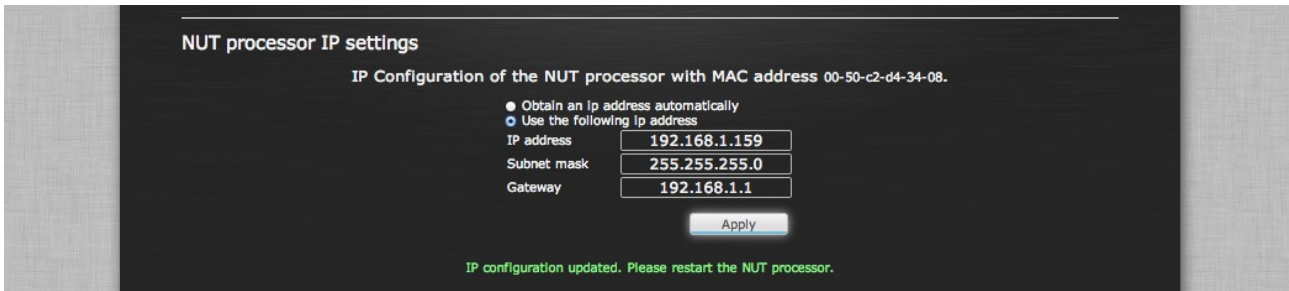 NUT processor IP settings
IP Configuration of the NUT processor with MAC address 00-50-c2-d4-34-08.
Obtain an ip address automatically
Use the following ip address
IP address 192.168.1.159
Subnet mask 255.255.255.0
Gateway 192.168.1.1
Apply
IP configuration updated. Please restart the NUT processor.